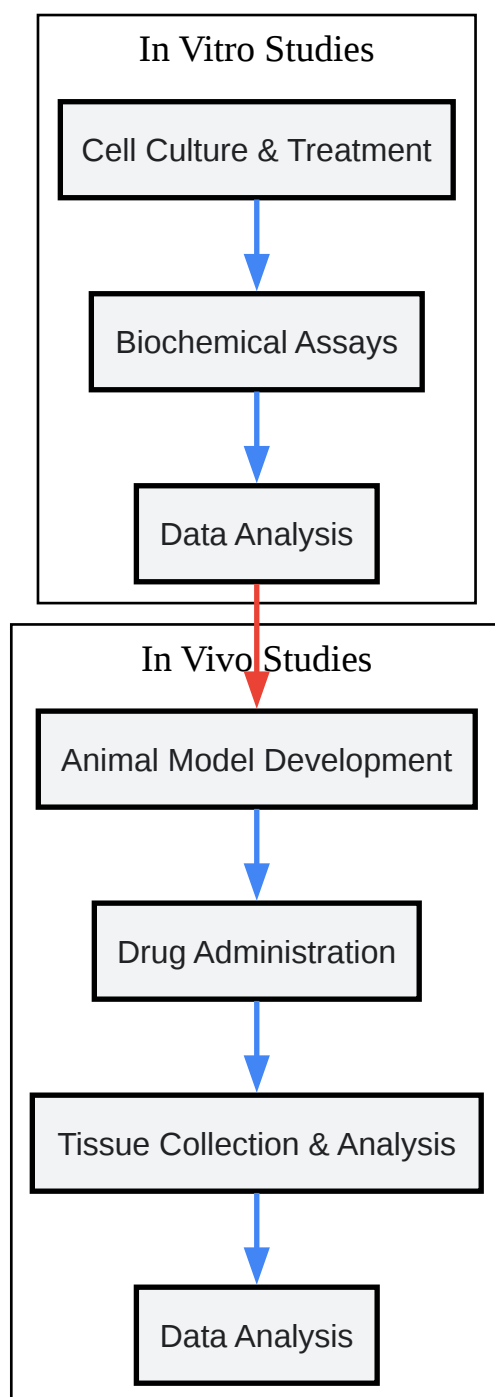 In Vitro Studies
Cell Culture & Treatment
Biochemical Assays
Data Analysis
In Vivo Studies
Animal Model Development
Drug Administration
Tissue Collection & Analysis
Data Analysis